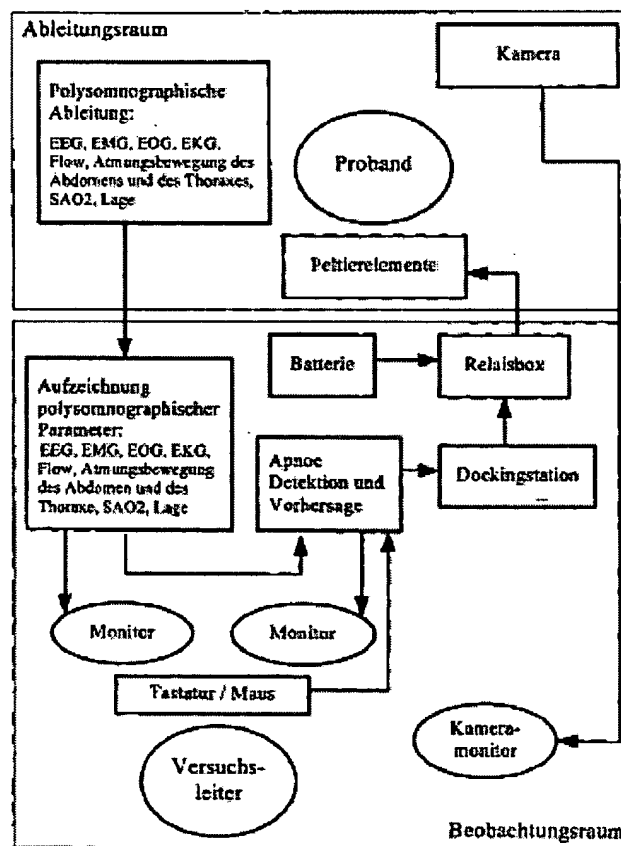 Ableitungsraum
Kamera
Polysomnographische
Ableitung:
EEG, EMG, EOG, EKG,
Flow, Atmungsbewegung des
Abdomens und des Thoraxes,
SAO2, Lage
Proband
Peltierelemente
Batterie
Relaisbox
Aufzeichnung
polysomnographischer
Parameter:
EEG, EMG, EOG, EKG,
Flow, Atmungsbewegung
des Abdomen und des
Thoraxe, SAO2, Lage
Apnoe
Detektion und
Vorhersage
Dockingstation
Monitor
Monitor
Tastatur / Maus
Kamera-
monitor
Versuchs-
leiter
Beobachtungsraum